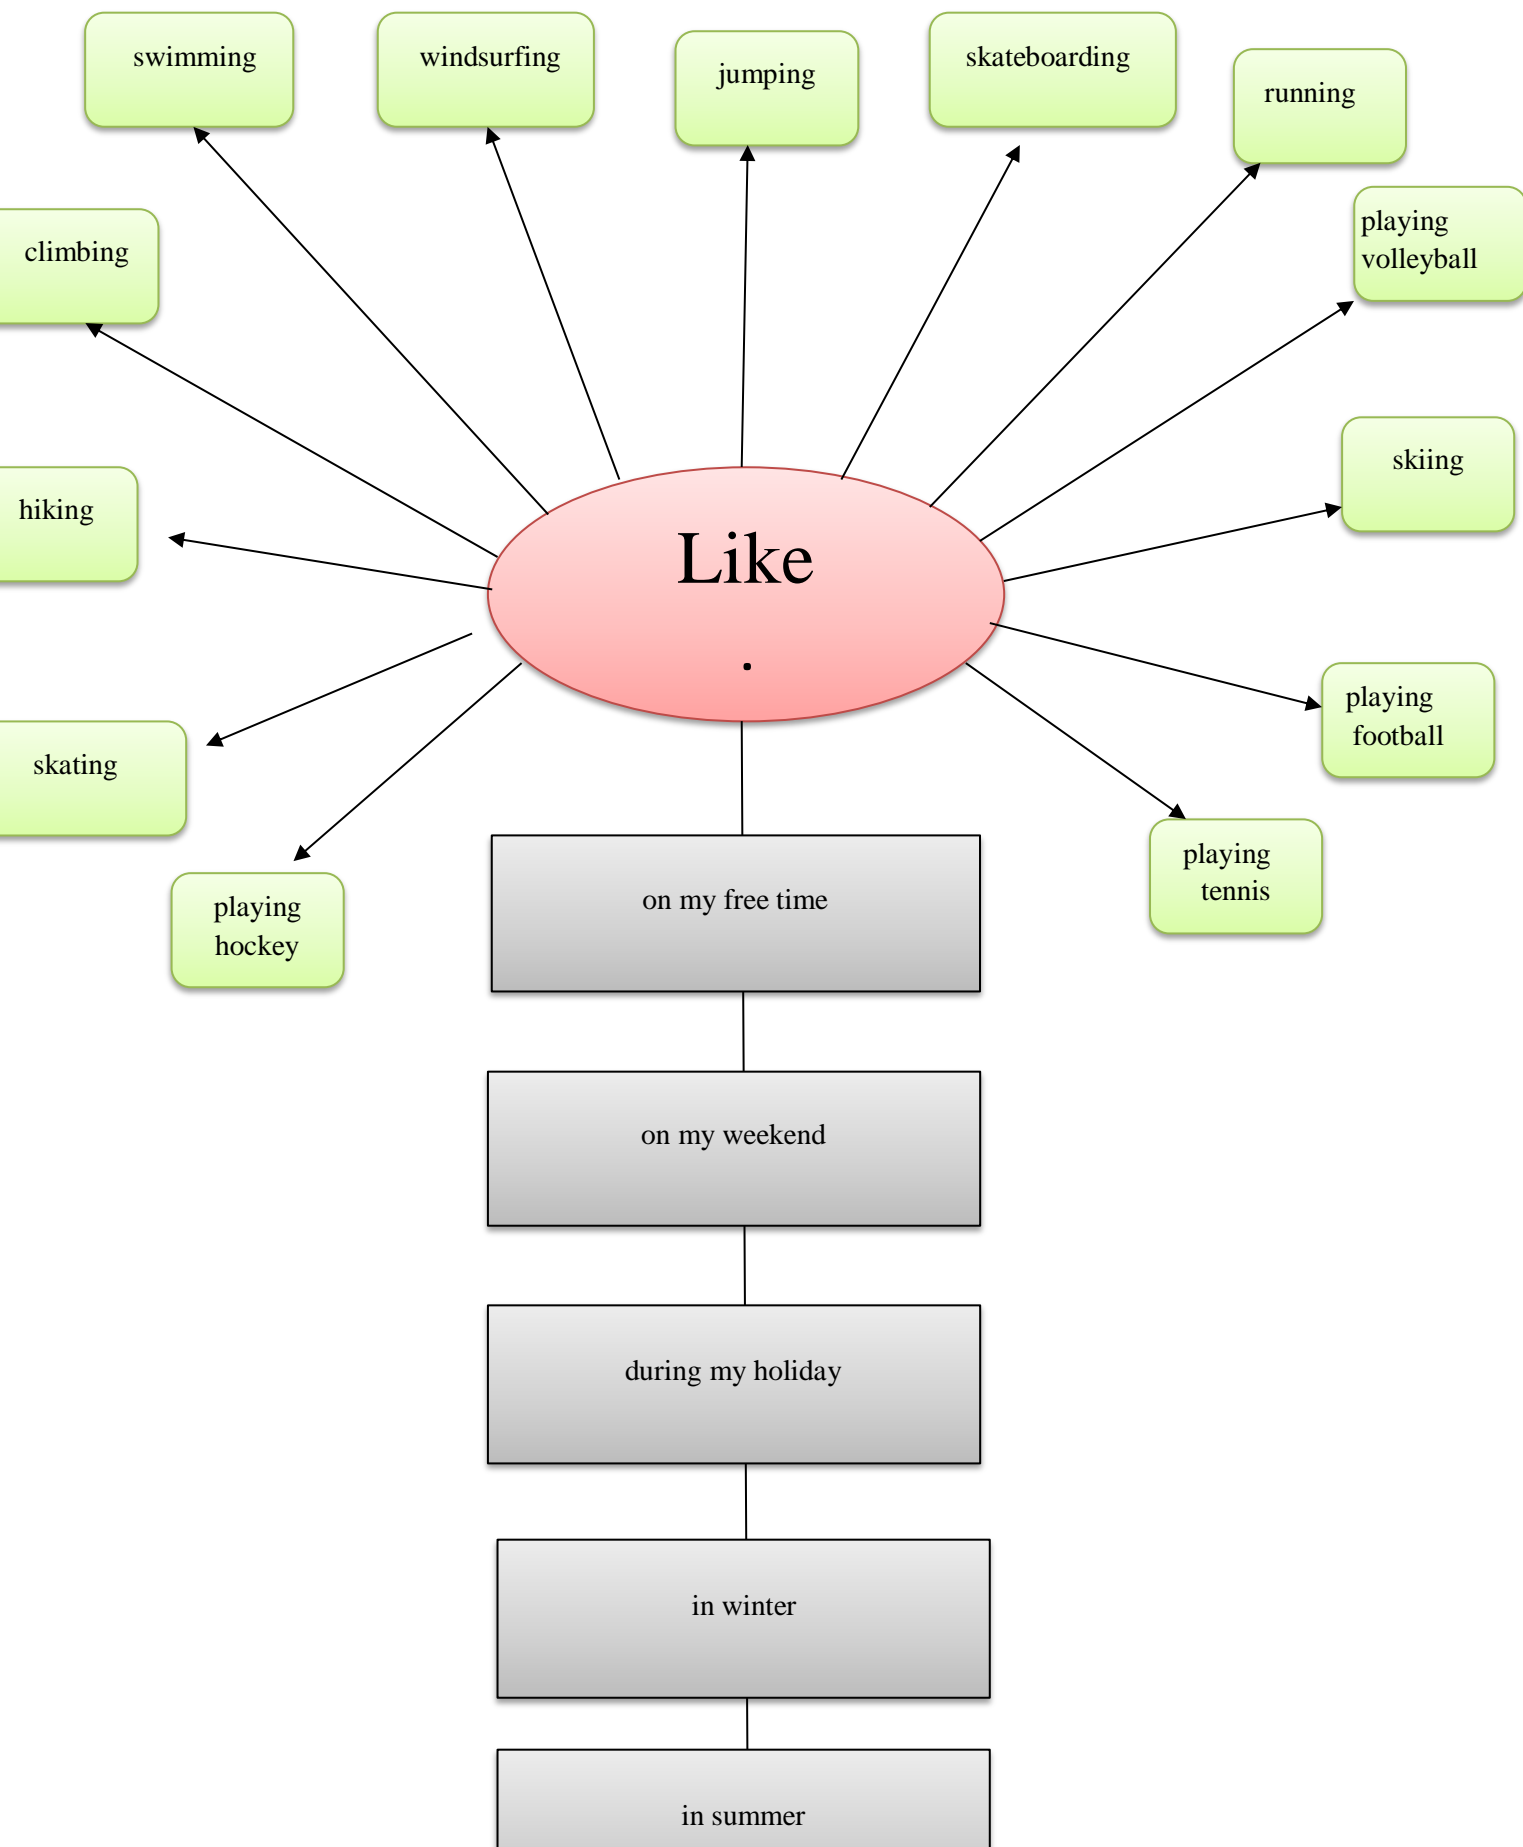 swimming
windsurfing
jumping
skateboarding
running
climbing
playing
volleyball
hiking
skiing
Like
.
skating
playing
football
playing
hockey
on my free time
playing
tennis
on my weekend
during my holiday
in winter
in summer